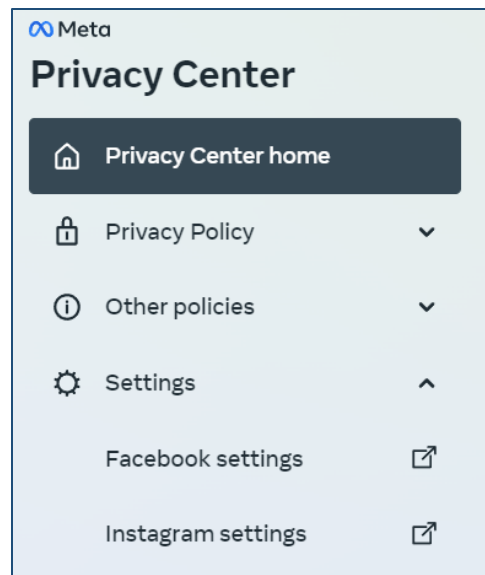 Meta
Privacy Center
Privacy Center home
Privacy Policy
Other policies
Settings
Facebook settings
Instagram settings